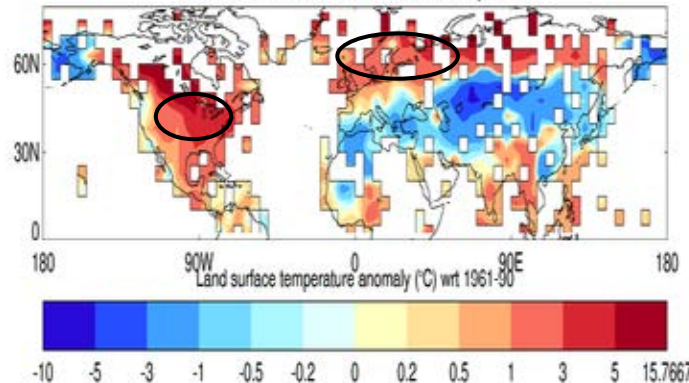 60N
30N
0
180 90W 0 90E 180
Land surface temperature anomaly (°C) wrt 1961-90
-10 -5 -3 -1 -0.5 -0.2 0 0.2 0.5 1 3 5 15.7667